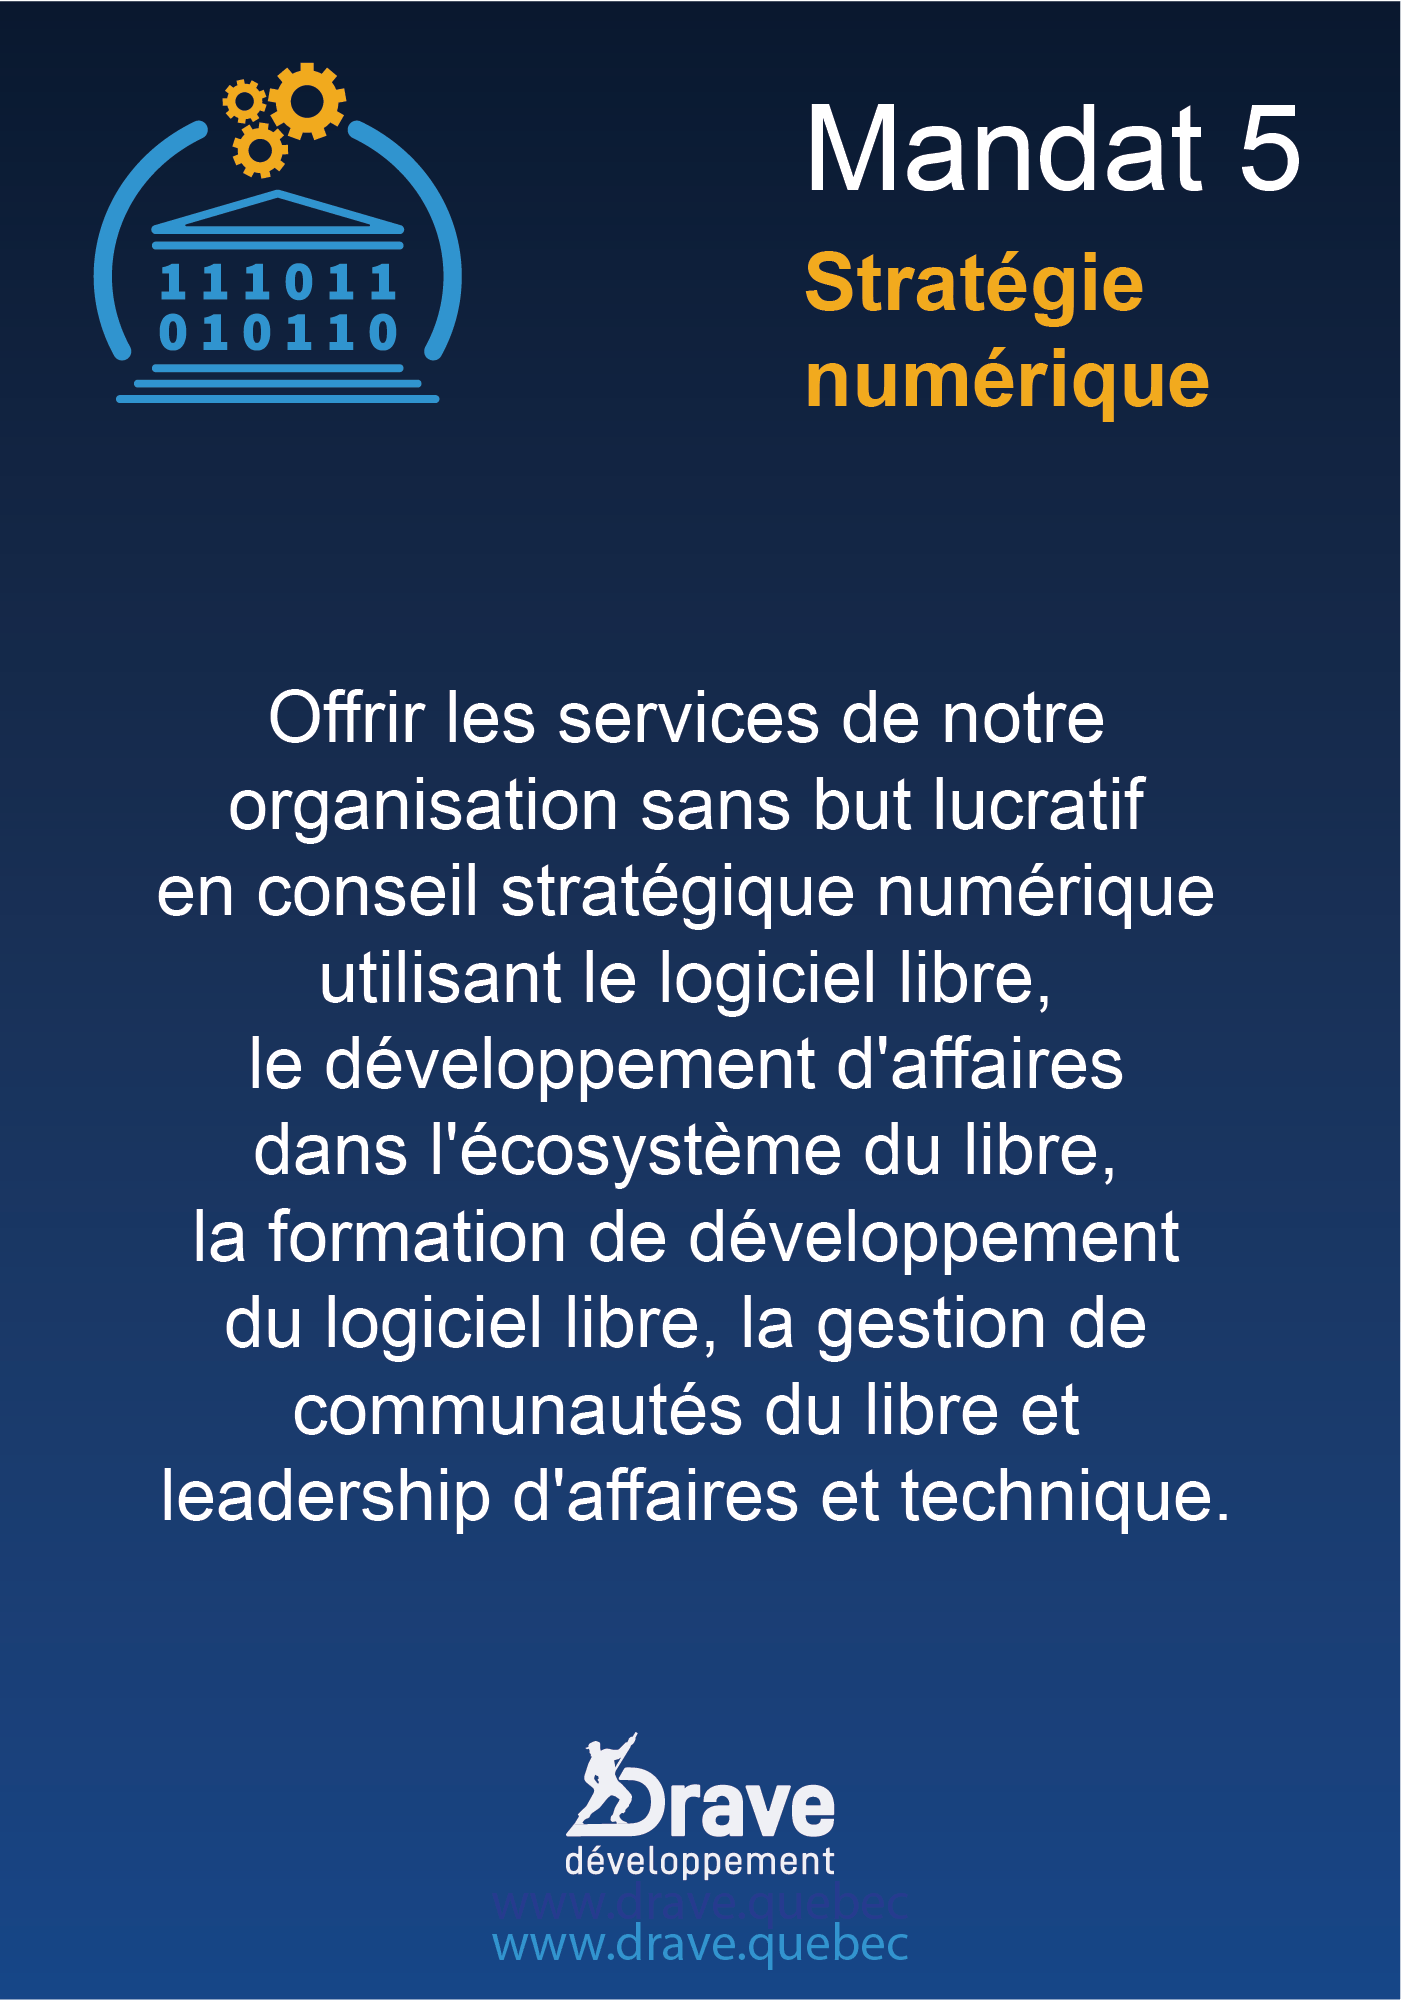 Mandat 5
Stratégie
numérique
111011
010110
Offrir les services de notre
organisation sans but lucratif
en conseil stratégique numérique
utilisant le logiciel libre,
le développement d'affaires
dans l'écosystème du libre,
la formation de développement
du logiciel libre, la gestion de
communautés du libre et
leadership d'affaires et technique.
Drave
développement
www.drave.quebec
www.drave.quebec